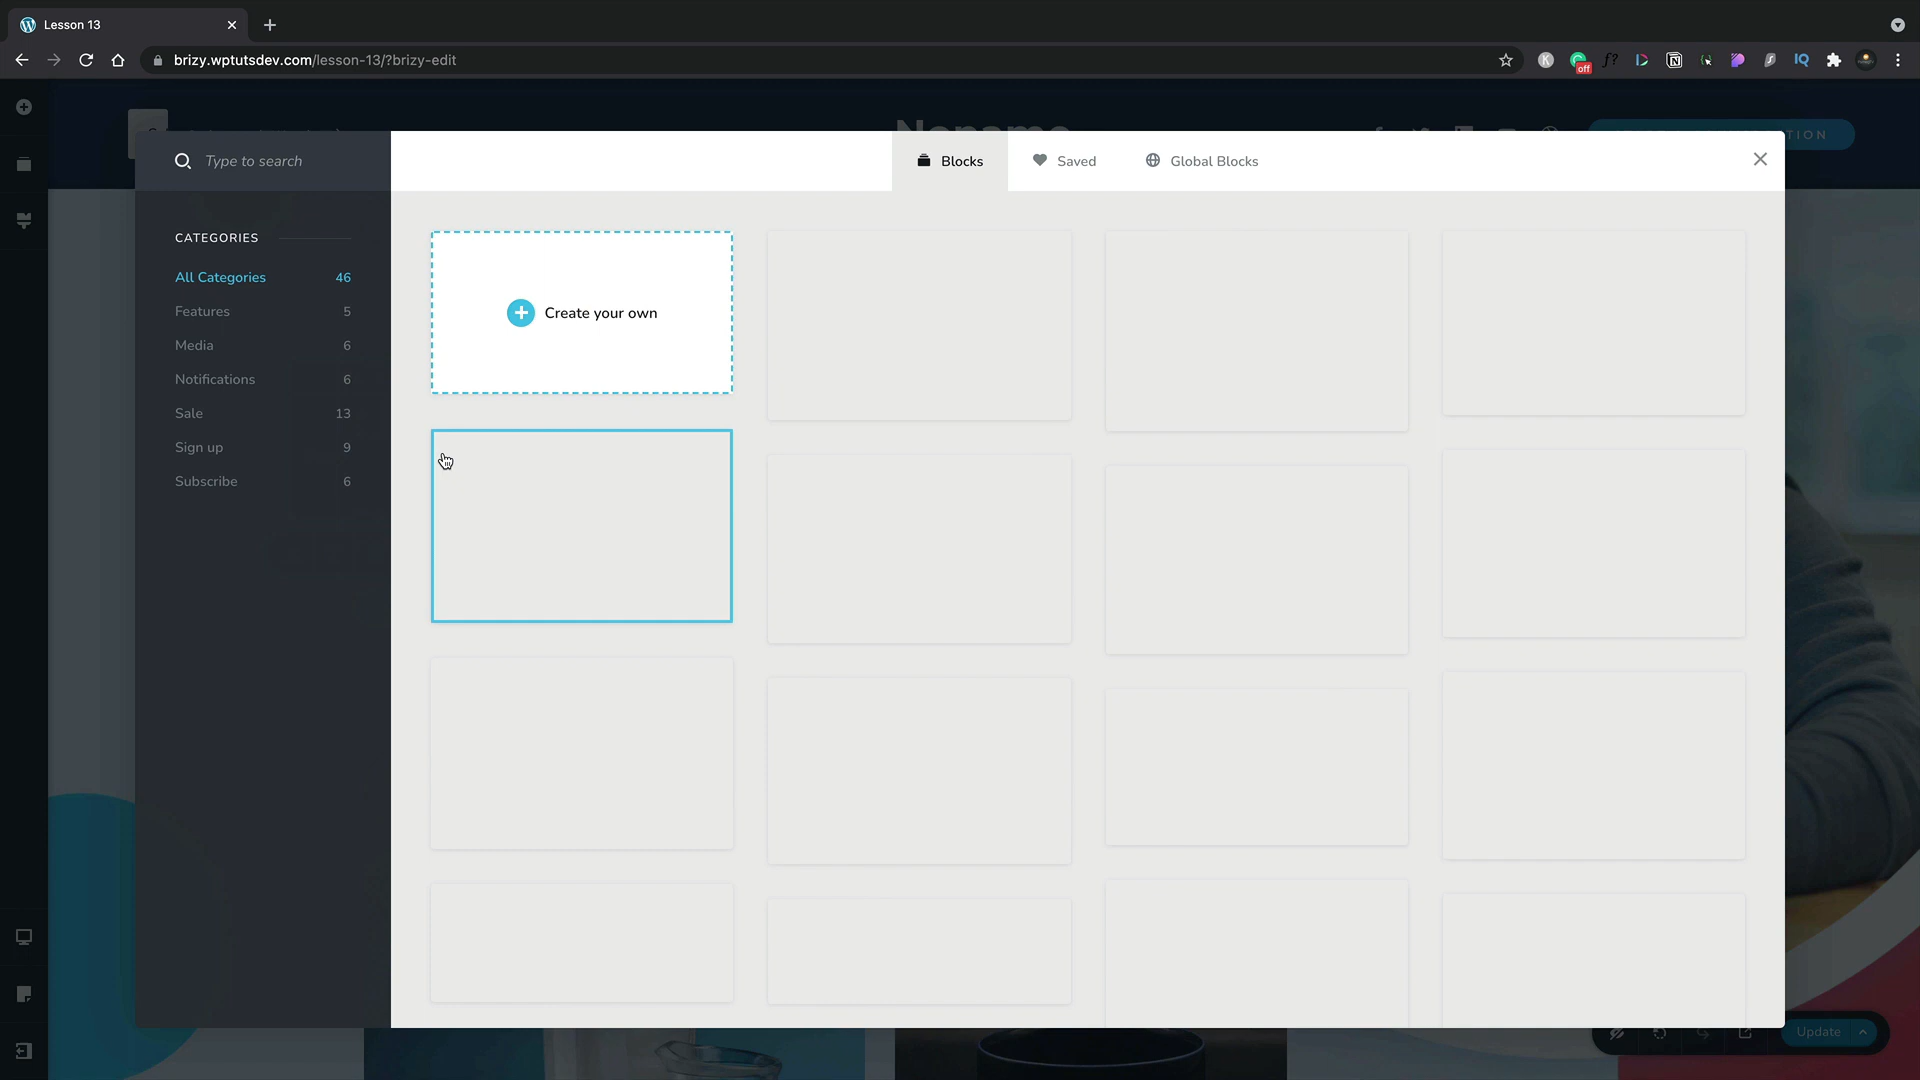 Lesson 13
brizy.wptutsdev.com/lesson-13/?brizy-edit
off
Type to search
Blocks
Saved
Global Blocks
CATEGORIES
All Categories 46
Features 5
Media 6
Notifications 6
Sale 13
Sign up 9
Subscribe 6
Create your own
Update